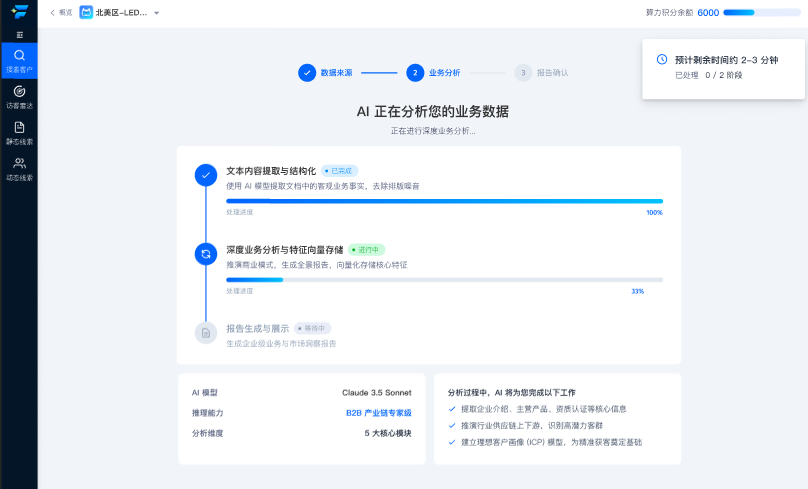 概览
北美区-LED...
算力积分余额 6000
搜索客户
访客雷达
静态线索
动态线索
预计剩余时间约 2-3 分钟
已处理 0 / 2 阶段
数据来源
2 业务分析
3 报告确认
AI 正在分析您的业务数据
正在进行深度业务分析...
文本内容提取与结构化 已完成
使用 AI 模型提取文档中的客观业务事实，去除排版噪音
处理进度 100%
深度业务分析与特征向量存储 进行中
推演商业模式，生成全景报告，向量化存储核心特征
处理进度 33%
报告生成与展示 等待中
生成企业级业务与市场洞察报告
AI 模型 Claude 3.5 Sonnet
推理能力 B2B 产业链专家级
分析维度 5 大核心模块
分析过程中，AI 将为您完成以下工作
提取企业介绍、主营产品、资质认证等核心信息
推演行业供应链上下游，识别高潜力客群
建立理想客户画像 (ICP) 模型，为精准获客奠定基础